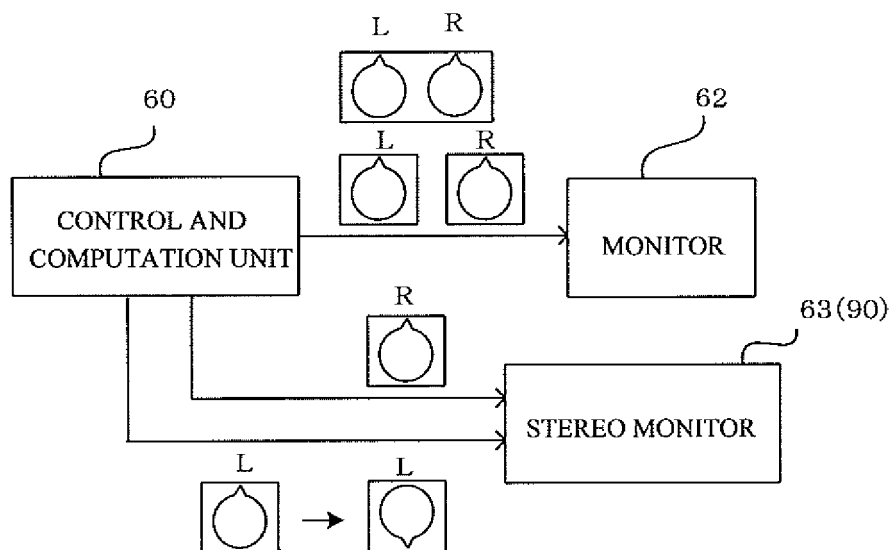 L R
60
L R
62
CONTROL AND
COMPUTATION UNIT
MONITOR
R
63(90)
STEREO MONITOR
L L